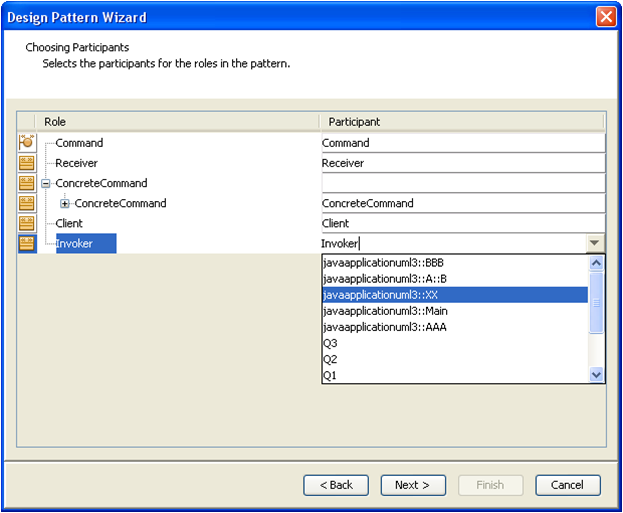 Design Pattern Wizard
Choosing Participants
Selects the participants for the roles in the pattern.
Role Participant
Command Command
Receiver Receiver
ConcreteCommand
ConcreteCommand ConcreteCommand
Client Client
Invoker Invoker
javaapplicationuml3::BBB
javaapplicationuml3::A::B
javaapplicationuml3::XX
javaapplicationuml3::Main
javaapplicationuml3::AAA
Q3
Q2
Q1
< Back Next > Finish Cancel